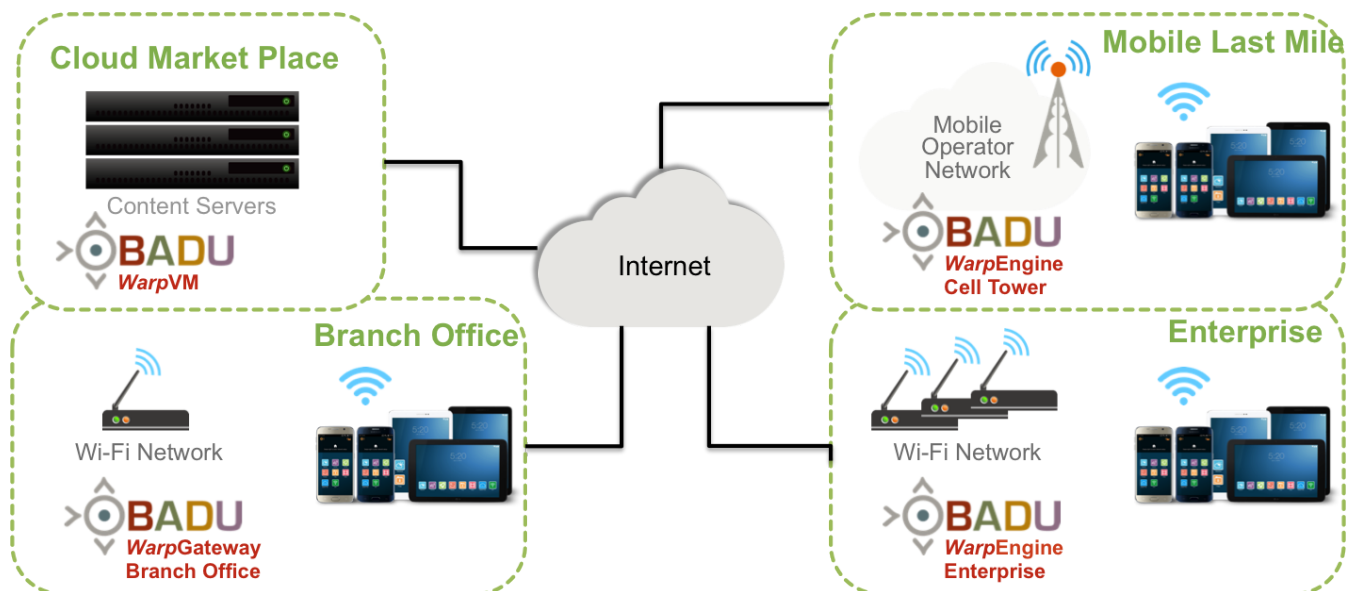 Cloud Market Place
Content Servers
BADU
WarpVM
Mobile Last Mile
Mobile
Operator
Network
BADU
WarpEngine
Cell Tower
Internet
Branch Office
Wi-Fi Network
BADU
WarpGateway
Branch Office
Enterprise
Wi-Fi Network
BADU
WarpEngine
Enterprise